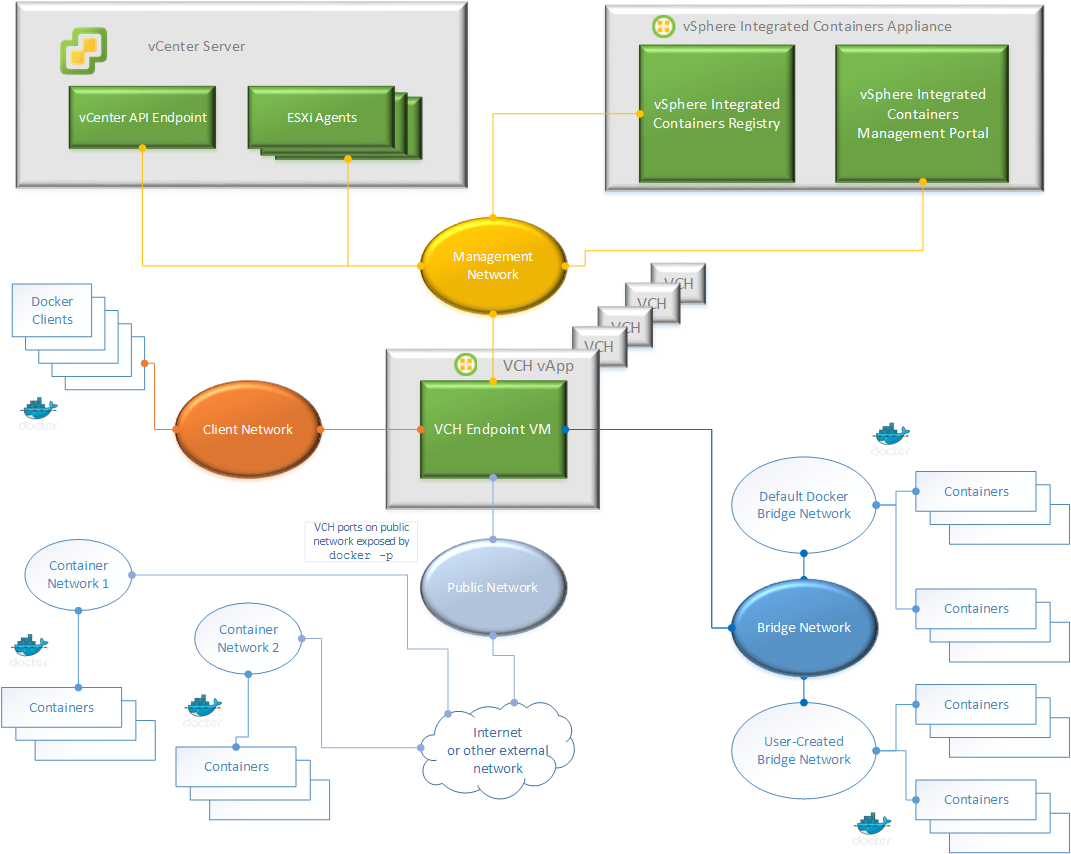 vCenter Server
vSphere Integrated Containers Appliance
vCenter API Endpoint
ESXi Agents
vSphere Integrated
Containers Registry
vSphere Integrated
Containers
Management Portal
Management
Network
VCH
VCH
VCH
VCH
Docker
Clients
docker
VCH vApp
Client Network
VCH Endpoint VM
docker
Default Docker
Bridge Network
Containers
VCH ports on public
network exposed by
docker -p
Container
Network 1
Public Network
Containers
Bridge Network
Container
Network 2
docker
Containers
docker
Containers
Containers
Internet
or other external
network
User-Created
Bridge Network
Containers
docker